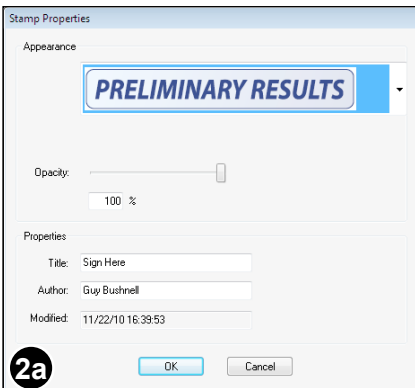 Stamp Properties
Appearance
PRELIMINARY RESULTS
Opacity:
100 %
Properties
Title: Sign Here
Author: Guy Bushnell
Modified: 11/22/10 16:39:53
2a OK Cancel